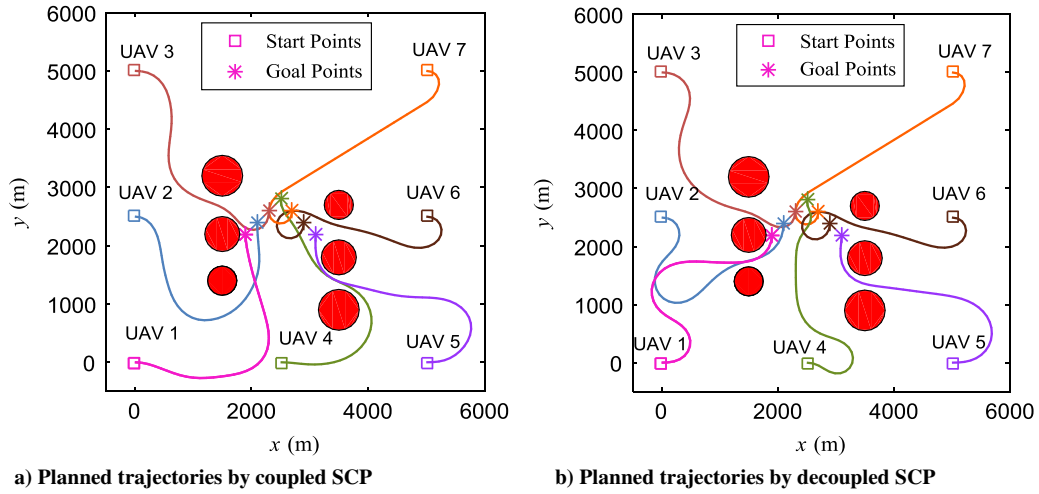 6000
5000
4000
3000
2000
1000
0
y (m)
0
2000
4000
6000
x (m)
Start Points
Goal Points
UAV 3
UAV 7
UAV 2
UAV 6
UAV 1
UAV 4
UAV 5
a) Planned trajectories by coupled SCP
6000
5000
4000
3000
2000
1000
0
y (m)
0
2000
4000
6000
x (m)
Start Points
Goal Points
UAV 3
UAV 7
UAV 2
UAV 6
UAV 1
UAV 4
UAV 5
b) Planned trajectories by decoupled SCP